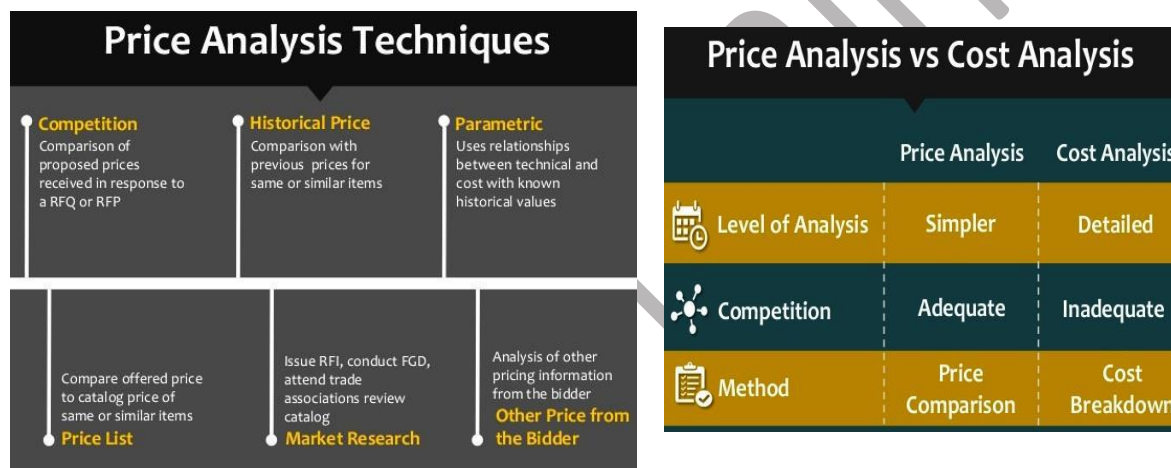 Price Analysis Techniques
Competition
Comparison of
proposed prices
received in response to
a RFQ or RFP
Historical Price
Comparison with
previous prices for
same or similar items
Parametric
Uses relationships
between technical and
cost with known
historical values
Compare offered price
to catalog price of
same or similar items
Price List
Issue RFI, conduct FGD,
attend trade
associations review
catalog
Market Research
Analysis of other
pricing information
from the bidder
Other Price from
the Bidder
Price Analysis vs Cost Analysis
Price Analysis Cost Analysis
Level of Analysis Simpler Detailed
Competition Adequate Inadequate
Method Price Comparison Cost Breakdown